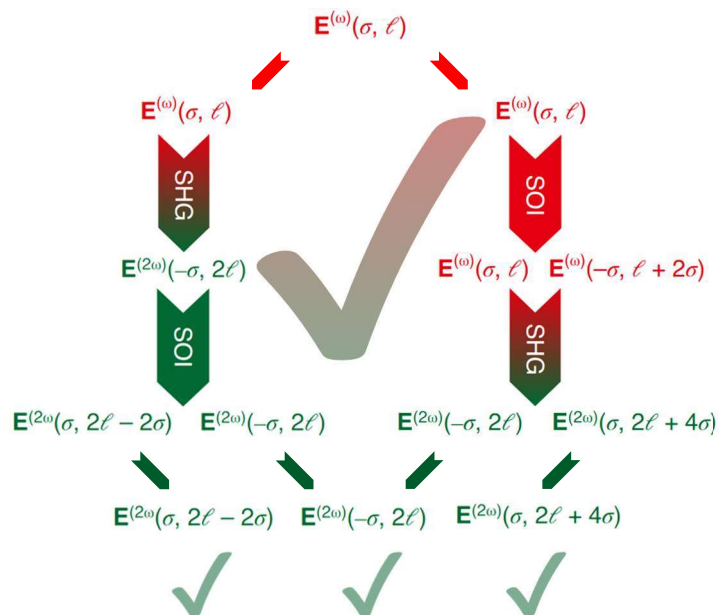 E(ω)(σ, ℓ)
E(ω)(σ, ℓ) E(ω)(σ, ℓ)
SHG SOI
E(2ω)(−σ, 2ℓ) E(ω)(σ, ℓ) E(ω)(−σ, ℓ + 2σ)
SOI SHG
E(2ω(σ, 2ℓ − 2σ) E(2ω)(−σ, 2ℓ) E(2ω)(−σ, 2ℓ) E(2ω)(σ, 2ℓ + 4σ)
E(2ω(σ, 2ℓ − 2σ) E(2ω)(−σ, 2ℓ) E(2ω)(σ, 2ℓ + 4σ)